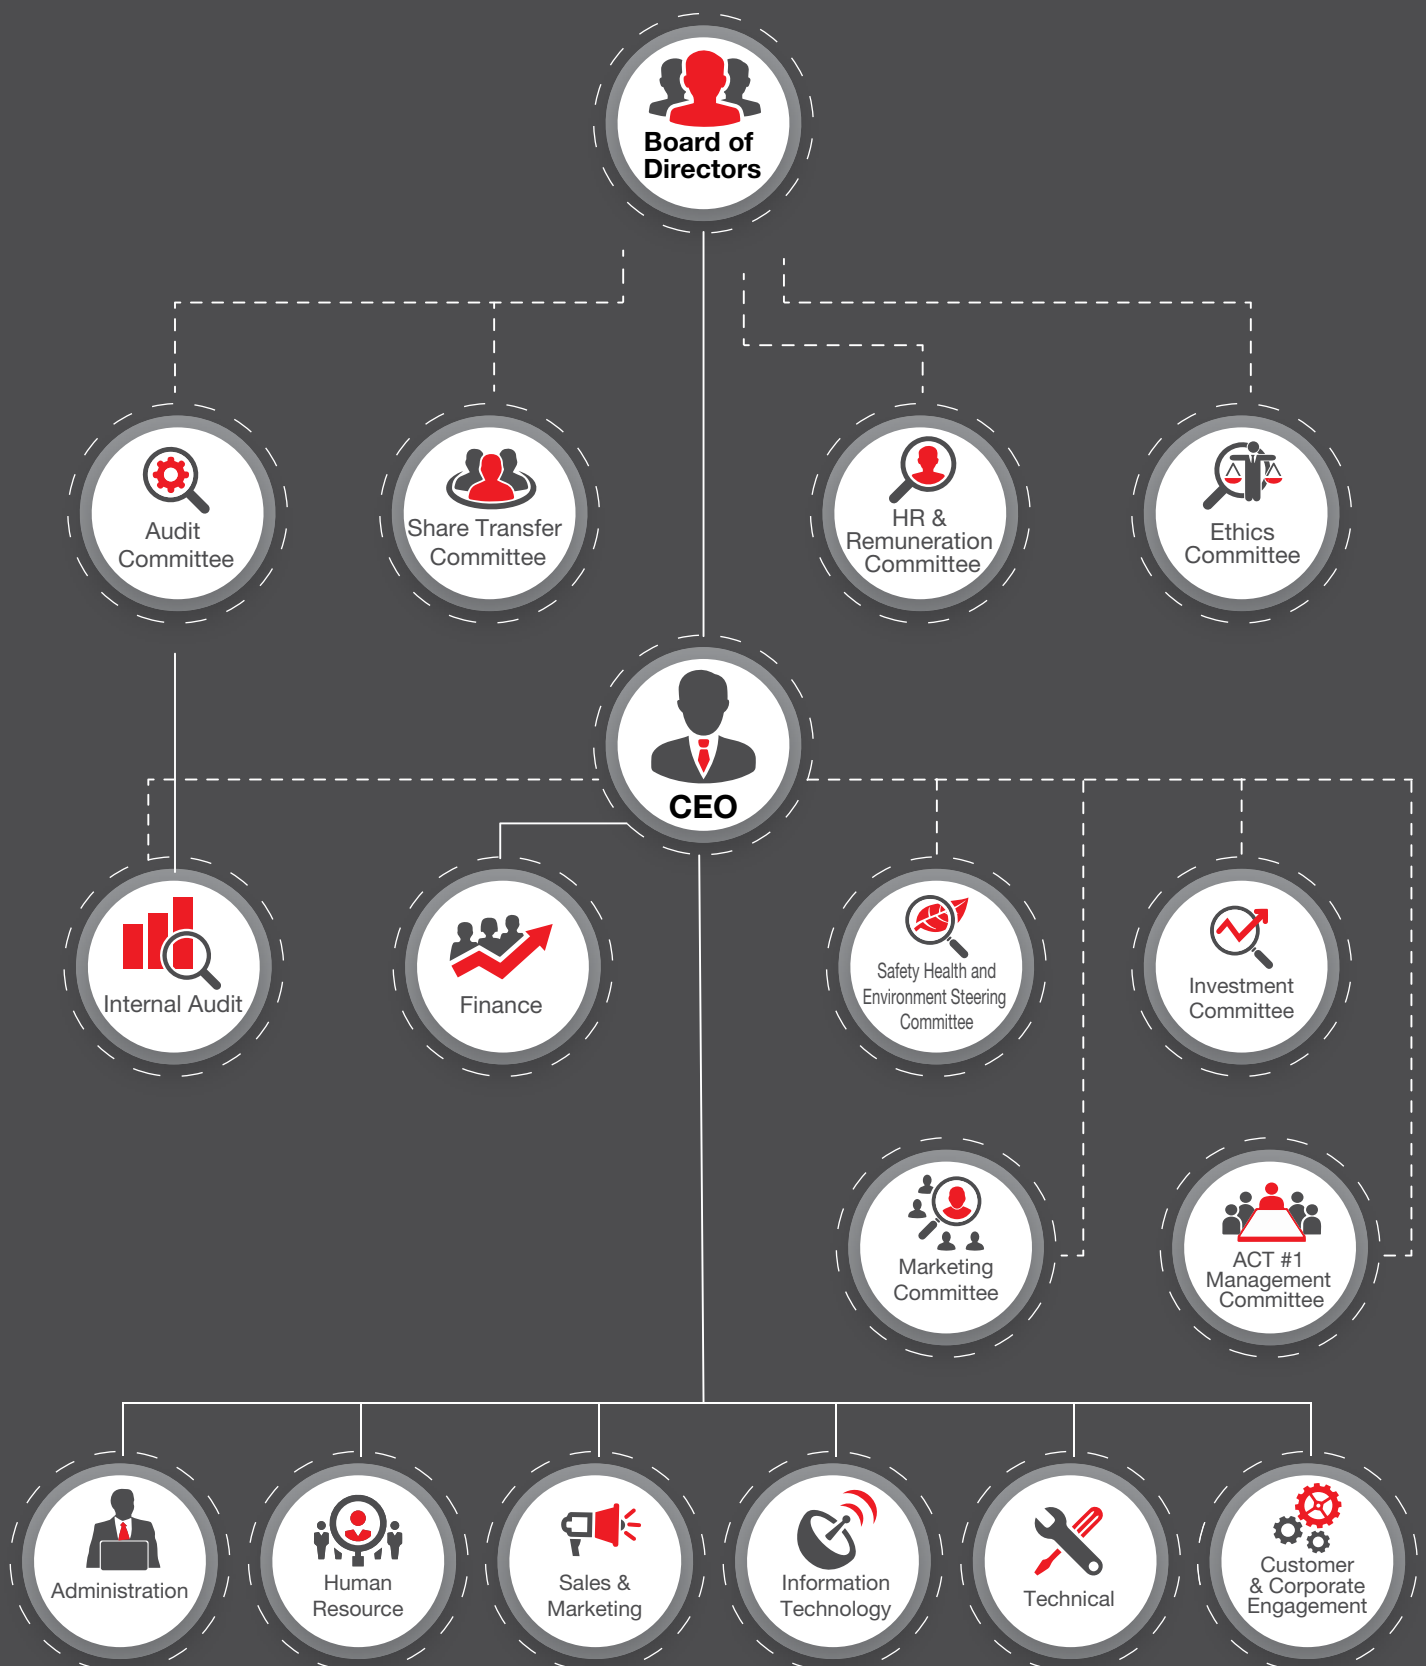 Board of
Directors
Audit
Committee
Share Transfer
Committee
HR &
Remuneration
Committee
Ethics
Committee
CEO
Internal Audit
Finance
Safety Health and
Environment Steering
Committee
Investment
Committee
Marketing
Committee
ACT #1
Management
Committee
Administration
Human
Resource
Sales &
Marketing
Information
Technology
Technical
Customer
& Corporate
Engagement